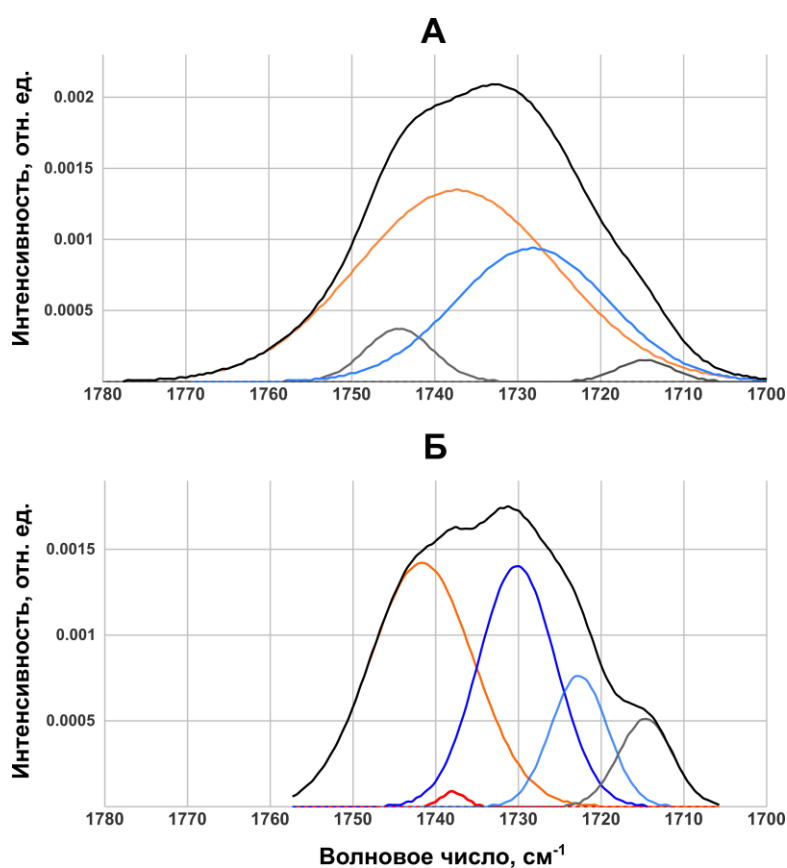 А
Интенсивность, отн. ед.
0.002
0.0015
0.001
0.0005
1780 1770 1760 1750 1740 1730 1720 1710 1700
Б
Интенсивность, отн. ед.
0.0015
0.001
0.0005
1780 1770 1760 1750 1740 1730 1720 1710 1700
Волновое число, см⁻¹